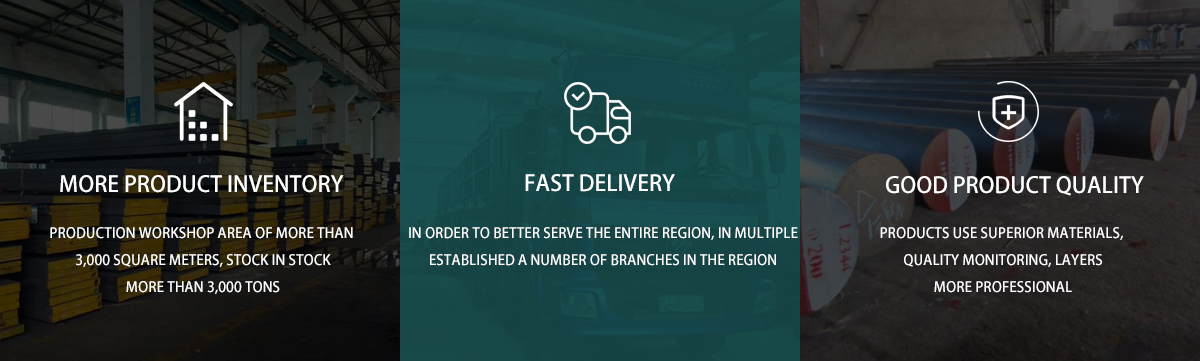 MORE PRODUCT INVENTORY
PRODUCTION WORKSHOP AREA OF MORE THAN
3,000 SQUARE METERS, STOCK IN STOCK
MORE THAN 3,000 TONS
FAST DELIVERY
IN ORDER TO BETTER SERVE THE ENTIRE REGION, IN MULTIPLE
ESTABLISHED A NUMBER OF BRANCHES IN THE REGION
GOOD PRODUCT QUALITY
PRODUCTS USE SUPERIOR MATERIALS,
QUALITY MONITORING, LAYERS
MORE PROFESSIONAL